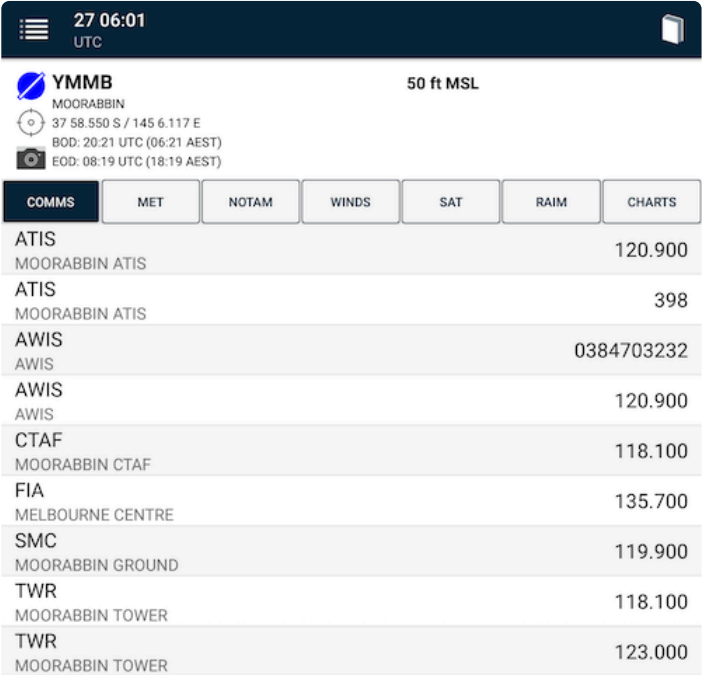 27 06:01
UTC
YMMB
50 ft MSL
MOORABBIN
37 58.550 S / 145 6.117 E
BOD: 20:21 UTC (06:21 AEST)
EOD: 08:19 UTC (18:19 AEST)
COMMS MET NOTAM WINDS SAT RAIM CHARTS
ATIS
MOORABBIN ATIS
120.900
ATIS
MOORABBIN ATIS
398
AWIS
AWIS
0384703232
AWIS
AWIS
120.900
CTAF
MOORABBIN CTAF
118.100
FIA
MELBOURNE CENTRE
135.700
SMC
MOORABBIN GROUND
119.900
TWR
MOORABBIN TOWER
118.100
TWR
MOORABBIN TOWER
123.000